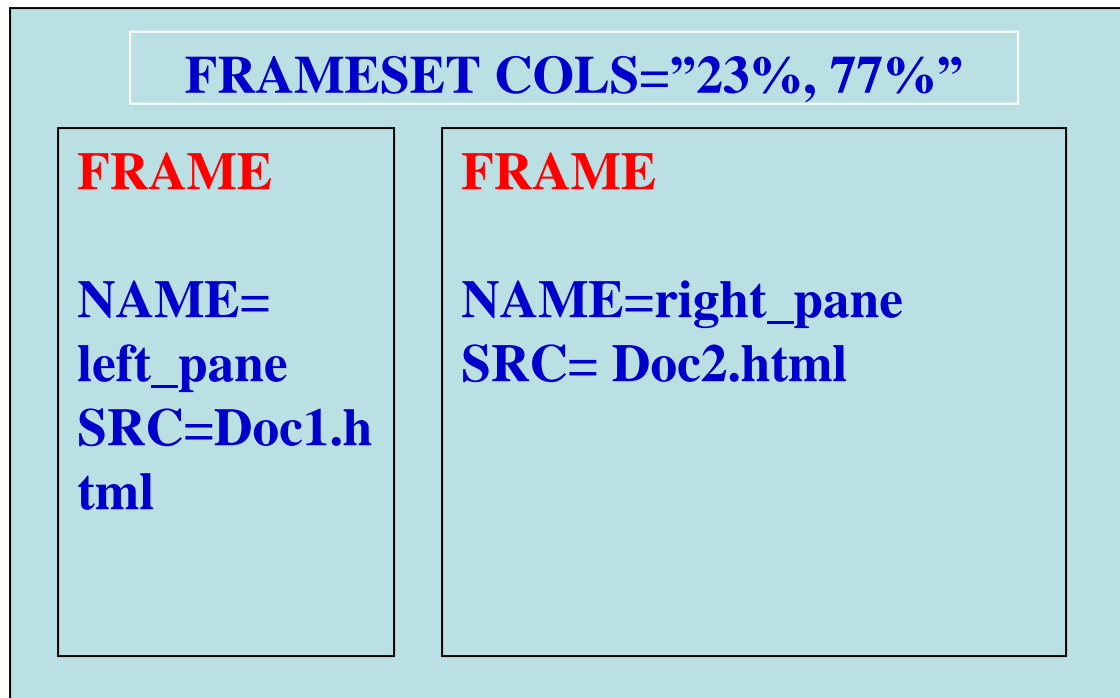 FRAMESET COLS=”23%, 77%”
FRAME
NAME=
left_pane
SRC=Doc1.h
tml
FRAME
NAME=right_pane
SRC= Doc2.html